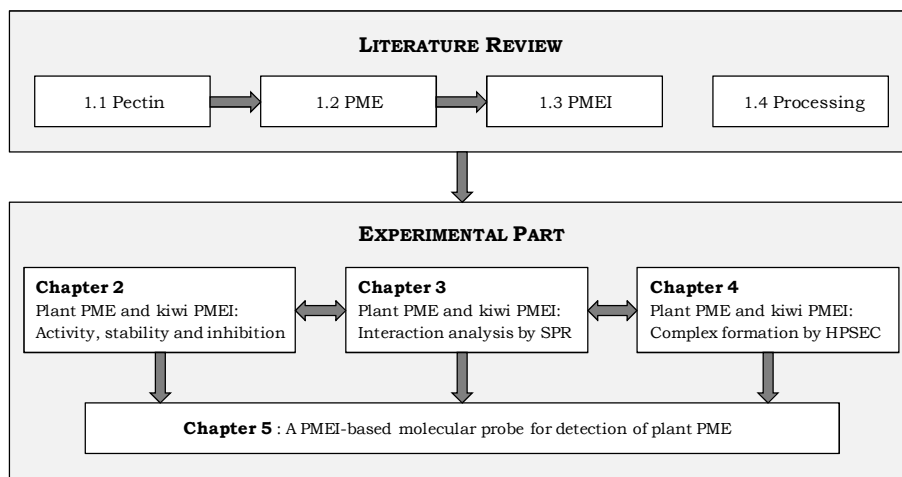 LITERATURE REVIEW
1.1 Pectin
1.2 PME
1.3 PMEI
1.4 Processing
EXPERIMENTAL PART
Chapter 2
Plant PME and kiwi PMEI:
Activity, stability and inhibition
Chapter 3
Plant PME and kiwi PMEI:
Interaction analysis by SPR
Chapter 4
Plant PME and kiwi PMEI:
Complex formation by HPSEC
Chapter 5 : A PMEI-based molecular probe for detection of plant PME